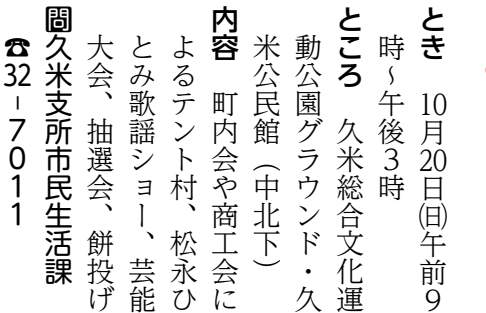 とき　10月20日㈰午前９
時～午後３時
ところ　久米総合文化運
動公園グラウンド・久
米公民館（中北下）
内容　町内会や商工会に
よるテント村、松永ひ
とみ歌謡ショー、芸能
大会、抽選会、餅投げ
問久米支所市民生活課
☎32－７０１１